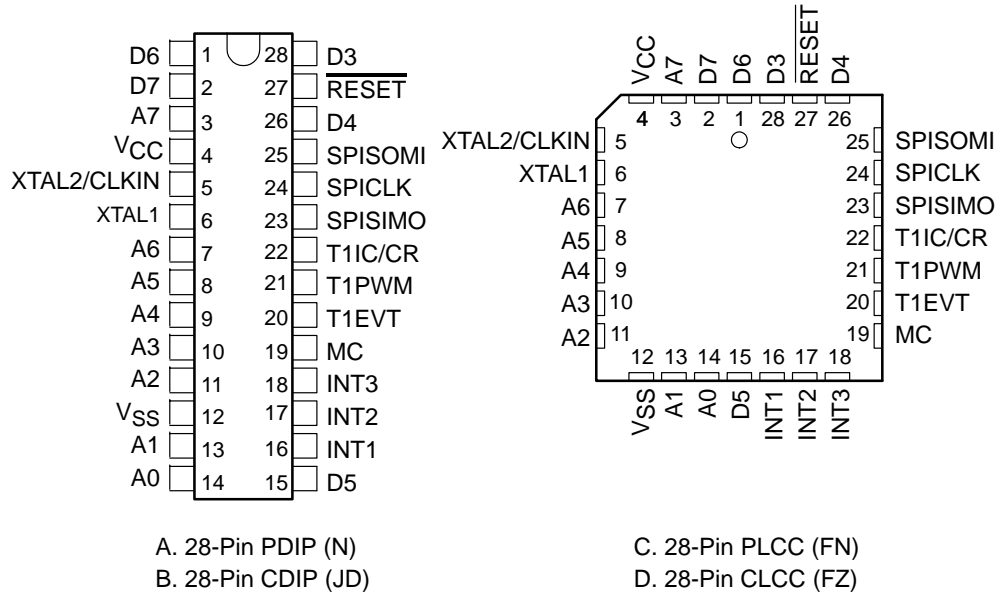 D6 1 28 D3
D7 2 27 RESET
A7 3 26 D4
VCC 4 25 SPISOMI
XTAL2/CLKIN 5 24 SPICLK
XTAL1 6 23 SPISIMO
A6 7 22 T1IC/CR
A5 8 21 T1PWM
A4 9 20 T1EVT
A3 10 19 MC
A2 11 18 INT3
VSS 12 17 INT2
A1 13 16 INT1
A0 14 15 D5
A. 28-Pin PDIP (N)
B. 28-Pin CDIP (JD)
VCC A7 D7 D6 D3 RESET D4
4 3 2 1 28 27 26
XTAL2/CLKIN 5 25 SPISOMI
XTAL1 6 24 SPICLK
A6 7 23 SPISIMO
A5 8 22 T1IC/CR
A4 9 21 T1PWM
A3 10 20 T1EVT
A2 11 19 MC
12 13 14 15 16 17 18
VSS A1 A0 D5 INT1 INT2 INT3
C. 28-Pin PLCC (FN)
D. 28-Pin CLCC (FZ)